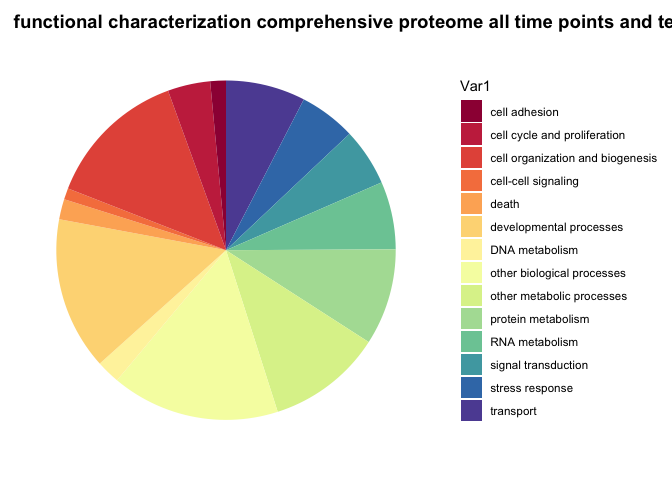 functional characterization comprehensive proteome all time points and te
Var1
cell adhesion
cell cycle and proliferation
cell organization and biogenesis
cell-cell signaling
death
developmental processes
DNA metabolism
other biological processes
other metabolic processes
protein metabolism
RNA metabolism
signal transduction
stress response
transport